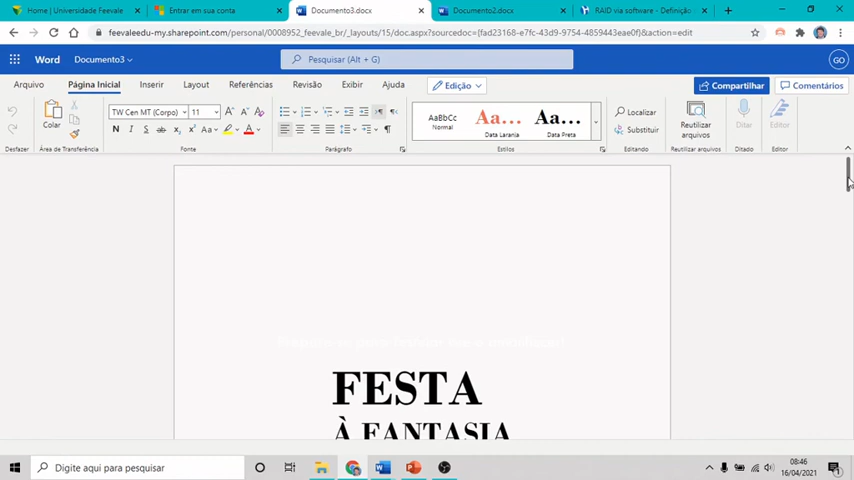 Home | Universidade Feevale
Entrar em sua conta
Documento3.docx
Documento2.docx
RAID via software - Definição
feevaleedu-my.sharepoint.com/personal/0008952_feevale_br/_layouts/15/doc.aspx?sourcedoc={fad23168-e7fc-43d9-9754-4859443eae0f}&action=edit
Word
Documento3
Pesquisar (Alt + G)
GO
Arquivo
Página Inicial
Inserir
Layout
Referências
Revisão
Exibir
Ajuda
Edição
Compartilhar
Comentários
Colar
TW Cen MT (Corpo)
11
N
I
S
ab
Aa
A
AaBbCc
Normal
Aa...
Data Laranja
Aa...
Data Preta
Localizar
Substituir
Reutilizar
arquivos
Ditar
Editor
Desfazer
Área de Transferência
Fonte
Parágrafo
Estilos
Editando
Reutilizar arquivos
Ditado
Editor
FESTA
À FANTASIA
Digite aqui para pesquisar
08:46
16/04/2021